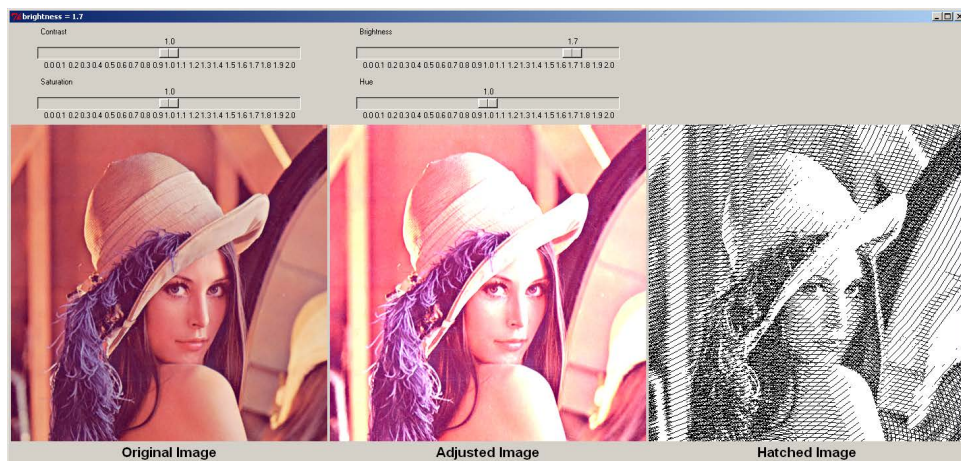 brightness = 1.7
Contrast
1.0
0.0 0.1 0.2 0.3 0.4 0.5 0.6 0.7 0.8 0.9 1.0 1.1 1.2 1.3 1.4 1.5 1.6 1.7 1.8 1.9 2.0
Brightness
1.7
0.0 0.1 0.2 0.3 0.4 0.5 0.6 0.7 0.8 0.9 1.0 1.1 1.2 1.3 1.4 1.5 1.6 1.7 1.8 1.9 2.0
Saturation
1.0
0.0 0.1 0.2 0.3 0.4 0.5 0.6 0.7 0.8 0.9 1.0 1.1 1.2 1.3 1.4 1.5 1.6 1.7 1.8 1.9 2.0
Hue
1.0
0.0 0.1 0.2 0.3 0.4 0.5 0.6 0.7 0.8 0.9 1.0 1.1 1.2 1.3 1.4 1.5 1.6 1.7 1.8 1.9 2.0
Original Image
Adjusted Image
Hatched Image